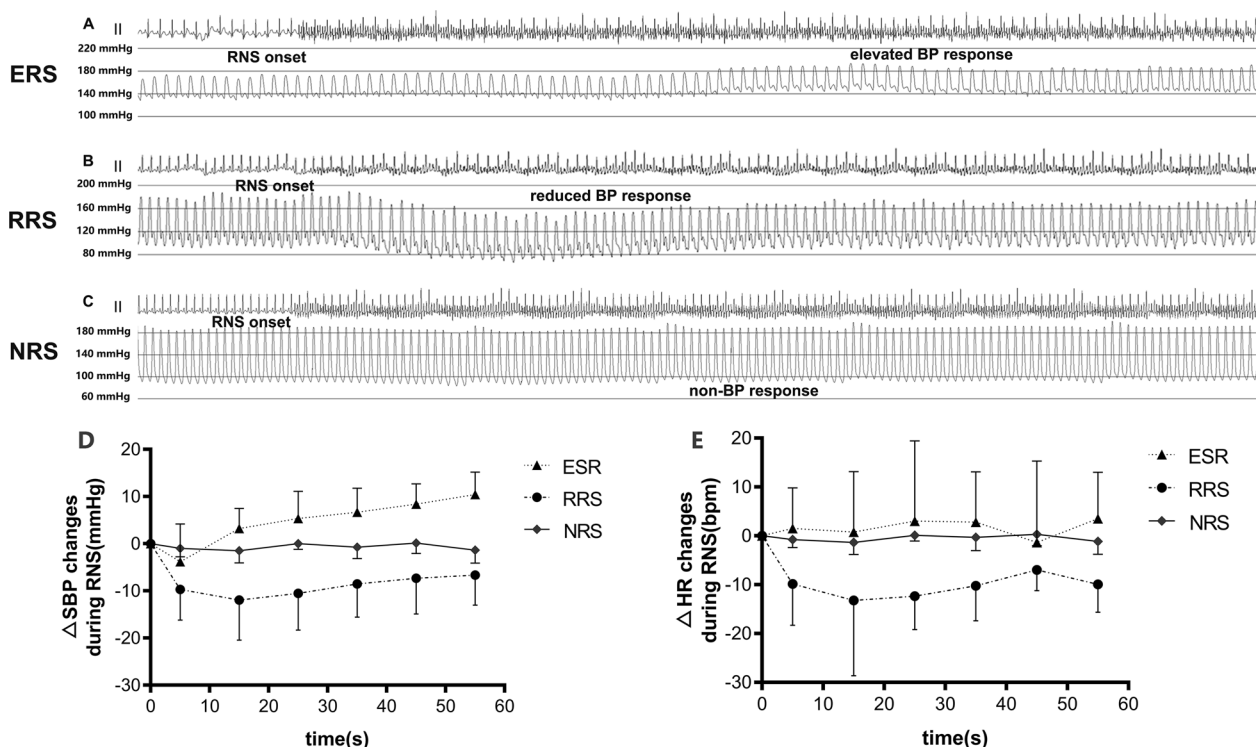 A
II
220 mmHg
RNS onset
elevated BP response
ERS
180 mmHg
140 mmHg
100 mmHg
B
II
200 mmHg
RNS onset
reduced BP response
RRS
160 mmHg
120 mmHg
80 mmHg
C
II
RNS onset
180 mmHg
NRS
140 mmHg
100 mmHg
non-BP response
60 mmHg
D
△SBP changes
during RNS(mmHg)
20
10
0
-10
-20
-30
0 10 20 30 40 50 60
time(s)
ESR
RRS
NRS
E
△HR changes
during RNS(bpm)
20
10
0
-10
-20
-30
0 10 20 30 40 50 60
time(s)
ESR
RRS
NRS